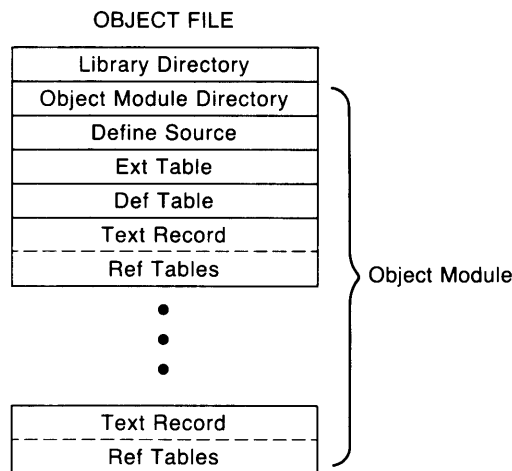 OBJECT FILE
Library Directory
Object Module Directory
Define Source
Ext Table
Def Table
Text Record
Ref Tables
Object Module
Text Record
Ref Tables